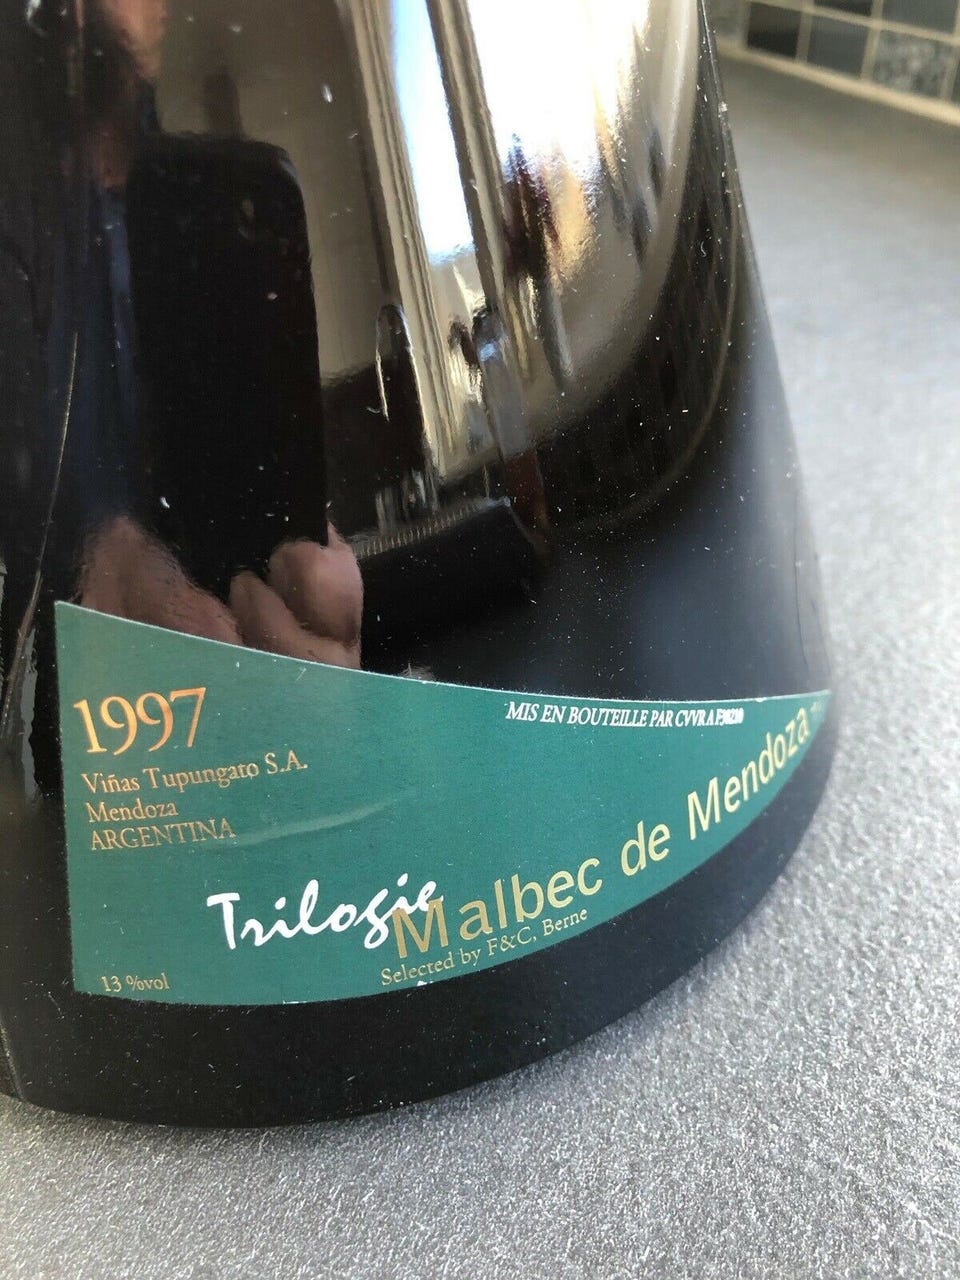 1997
Viñas Tupungato S.A.
Mendoza
ARGENTINA
MIS EN BOUTEILLE PAR CVVR A F30210
Trilogie
Malbec de Mendoza
Selected by F&C, Berne
13 %vol